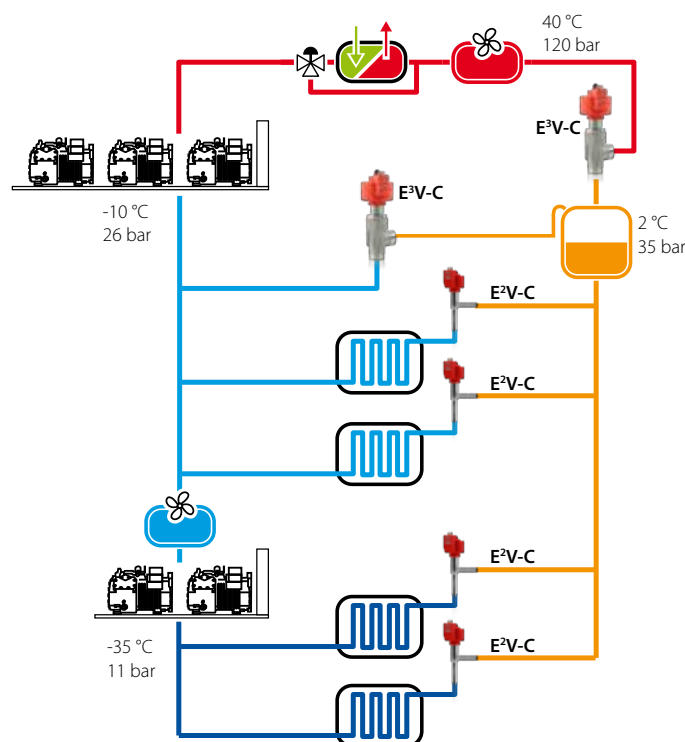 40 °C
120 bar
E³V-C
E³V-C
-10 °C
26 bar
2 °C
35 bar
E²V-C
E²V-C
E²V-C
E²V-C
-35 °C
11 bar